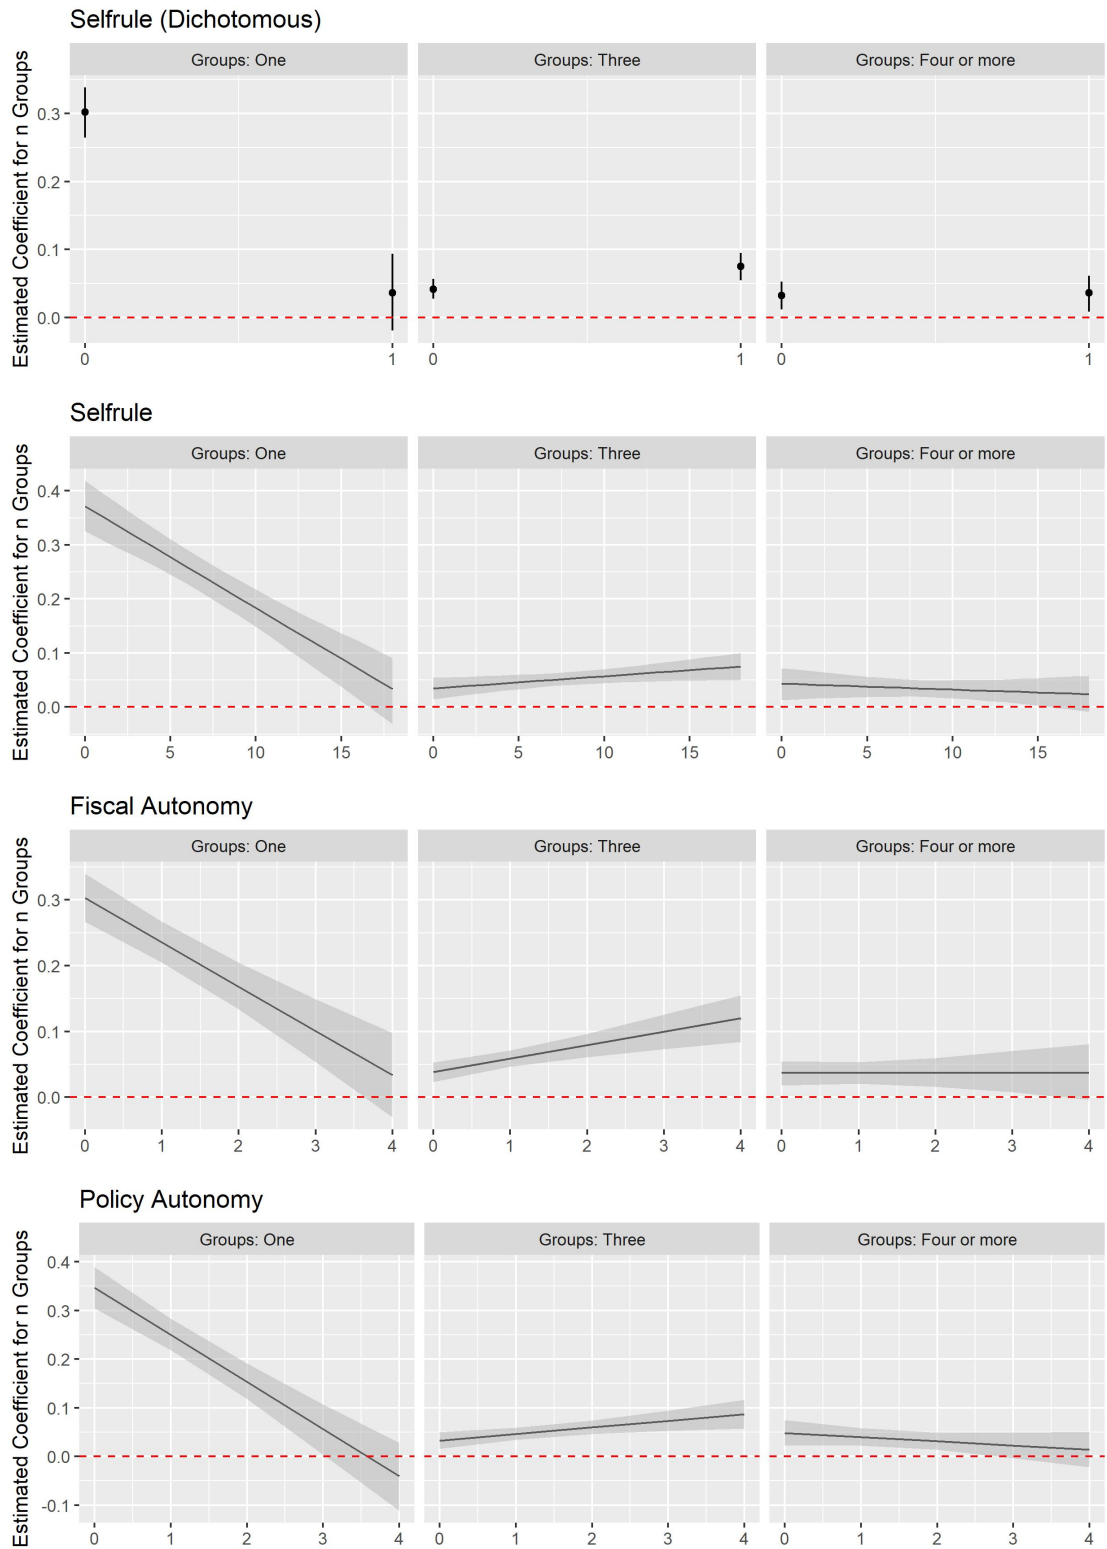 Selfrule (Dichotomous)
Estimated Coefficient for n Groups
Groups: One
Groups: Three
Groups: Four or more
0.3
0.2
0.1
0.0
0 1
0 1
0 1
Selfrule
Estimated Coefficient for n Groups
Groups: One
Groups: Three
Groups: Four or more
0.4
0.3
0.2
0.1
0.0
0 5 10 15
0 5 10 15
0 5 10 15
Fiscal Autonomy
Estimated Coefficient for n Groups
Groups: One
Groups: Three
Groups: Four or more
0.3
0.2
0.1
0.0
0 1 2 3 4
0 1 2 3 4
0 1 2 3 4
Policy Autonomy
Estimated Coefficient for n Groups
Groups: One
Groups: Three
Groups: Four or more
0.4
0.3
0.2
0.1
0.0
-0.1
0 1 2 3 4
0 1 2 3 4
0 1 2 3 4